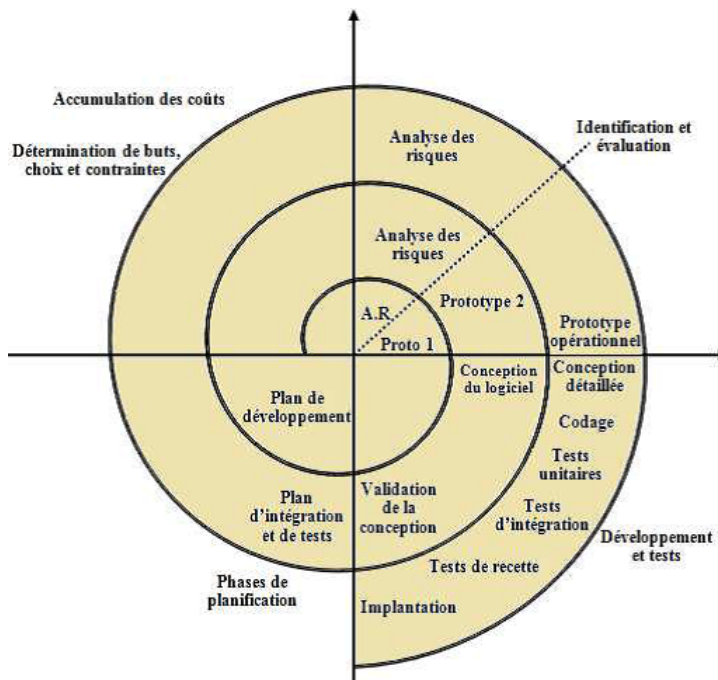 Accumulation des coûts
Détermination de buts,
choix et contraintes
Analyse des
risques
Identification et
évaluation
Analyse des
risques
A.R.
Prototype 2
Proto 1
Prototype
opérationnel
Conception
du logiciel
Conception
détaillée
Plan de
développement
Codage
Tests
unitaires
Plan
d'intégration
et de tests
Validation
de la
conception
Tests
d'intégration
Développement
et tests
Tests de recette
Phases de
planification
Implantation